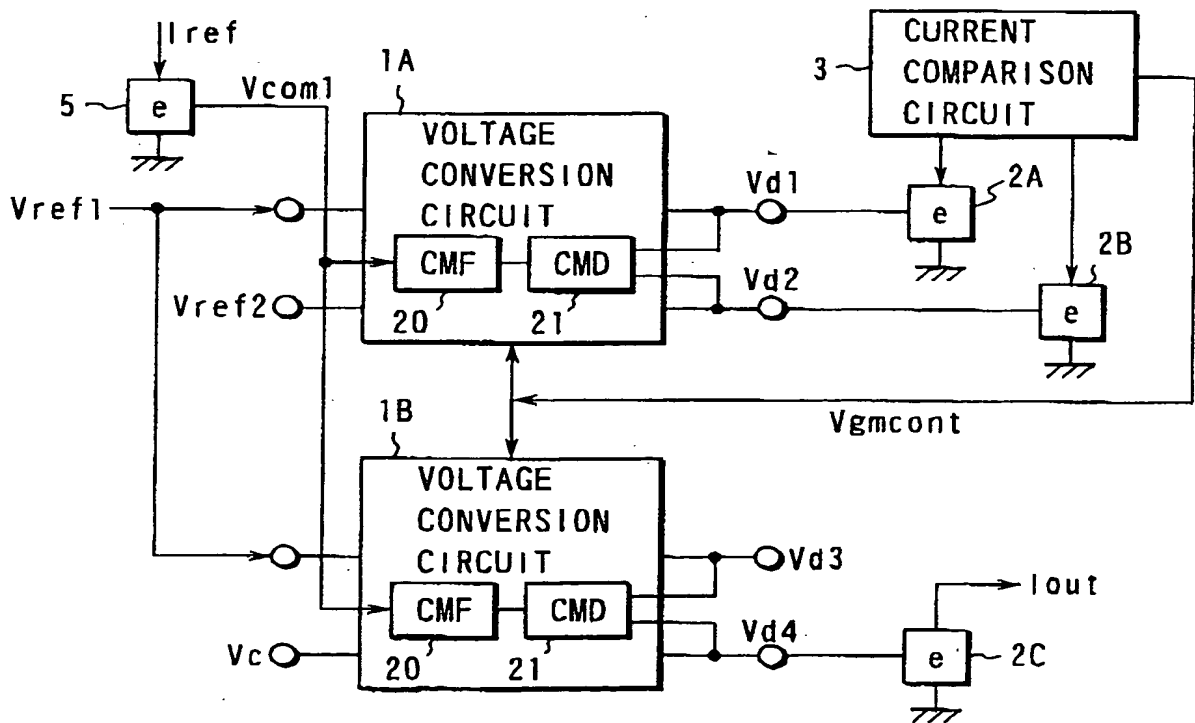 Iref
5
e
Vcom1
1A
VOLTAGE
CONVERSION
CIRCUIT
CMF
CMD
20
21
Vref1
Vref2
Vd1
Vd2
3
CURRENT
COMPARISON
CIRCUIT
2A
e
2B
e
Vgmcont
1B
VOLTAGE
CONVERSION
CIRCUIT
CMF
CMD
20
21
Vc
Vd3
Vd4
Iout
e
2C